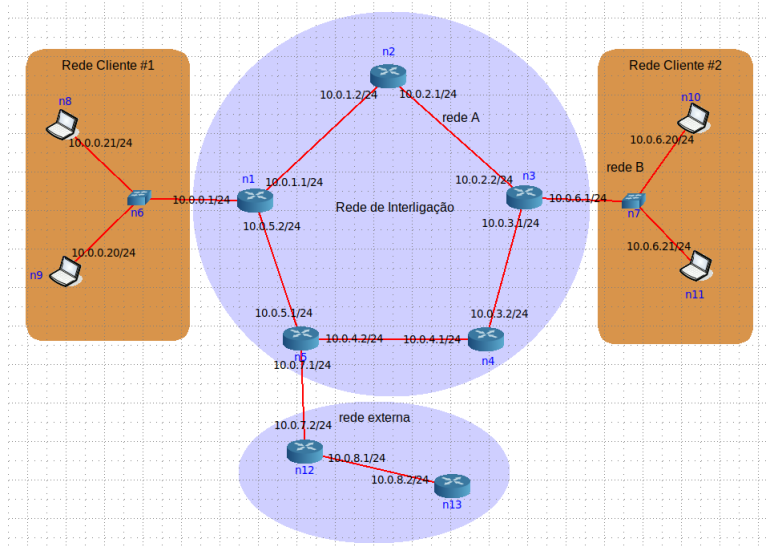 n2
Rede Cliente #1
Rede Cliente #2
n8
10.0.1.2/24
10.0.2.1/24
n10
rede A
10.0.0.21/24
10.0.6.20/24
rede B
n1
10.0.1.1/24
10.0.2.2/24
n3
n6
10.0.0.1/24
Rede de Interligação
10.0.6.1/24
n7
10.0.5.2/24
10.0.3.1/24
10.0.0.20/24
10.0.6.21/24
n9
n11
10.0.5.1/24
10.0.3.2/24
n5
10.0.4.2/24
10.0.4.1/24
n4
10.0.7.1/24
rede externa
10.0.7.2/24
10.0.8.1/24
n12
10.0.8.2/24
n13